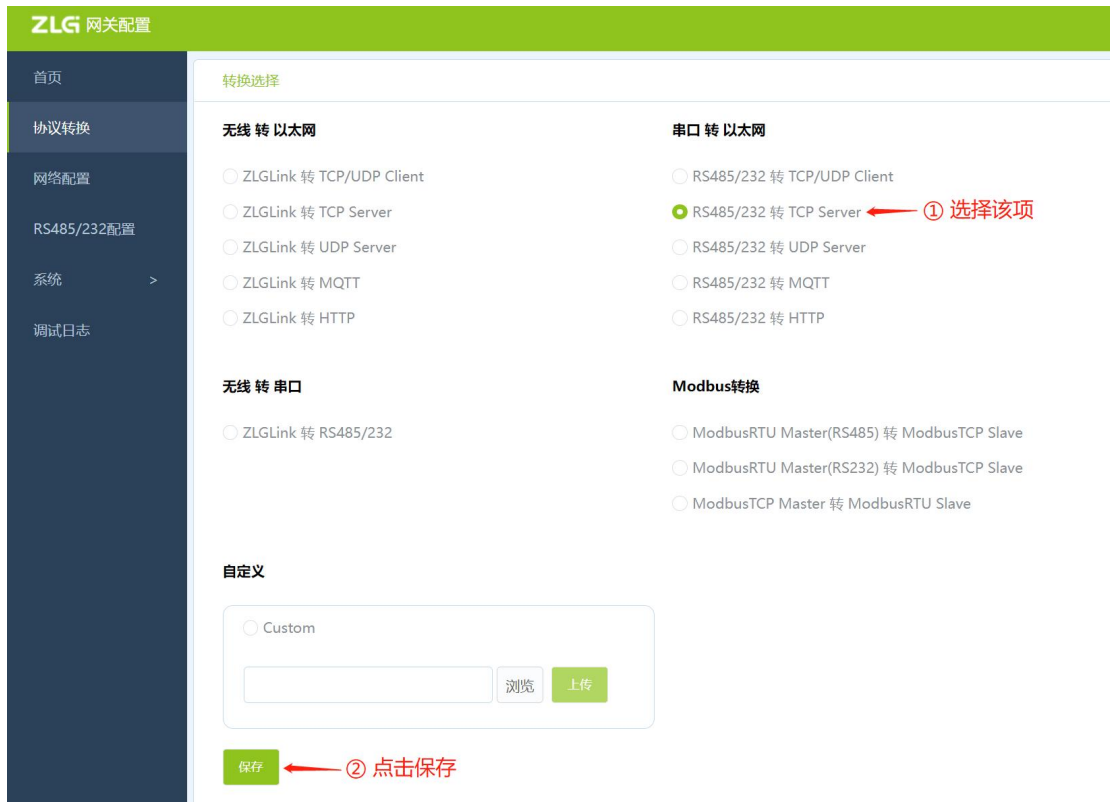 ZLG 网关配置
首页
协议转换
网络配置
RS485/232配置
系统 >
调试日志
转换选择
无线 转 以太网
ZLGLink 转 TCP/UDP Client
ZLGLink 转 TCP Server
ZLGLink 转 UDP Server
ZLGLink 转 MQTT
ZLGLink 转 HTTP
串口 转 以太网
RS485/232 转 TCP/UDP Client
RS485/232 转 TCP Server ① 选择该项
RS485/232 转 UDP Server
RS485/232 转 MQTT
RS485/232 转 HTTP
无线 转 串口
ZLGLink 转 RS485/232
Modbus转换
ModbusRTU Master(RS485) 转 ModbusTCP Slave
ModbusRTU Master(RS232) 转 ModbusTCP Slave
ModbusTCP Master 转 ModbusRTU Slave
自定义
Custom
浏览 上传
保存 ② 点击保存